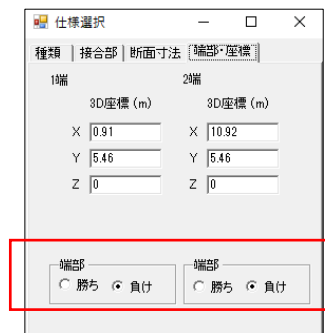 仕様選択
種類 接合部 断面寸法 端部・座標
1端 2端
3D座標 (m) 3D座標 (m)
X 0.91 X 10.92
Y 5.46 Y 5.46
Z 0 Z 0
端部 端部
勝ち 負け 勝ち 負け